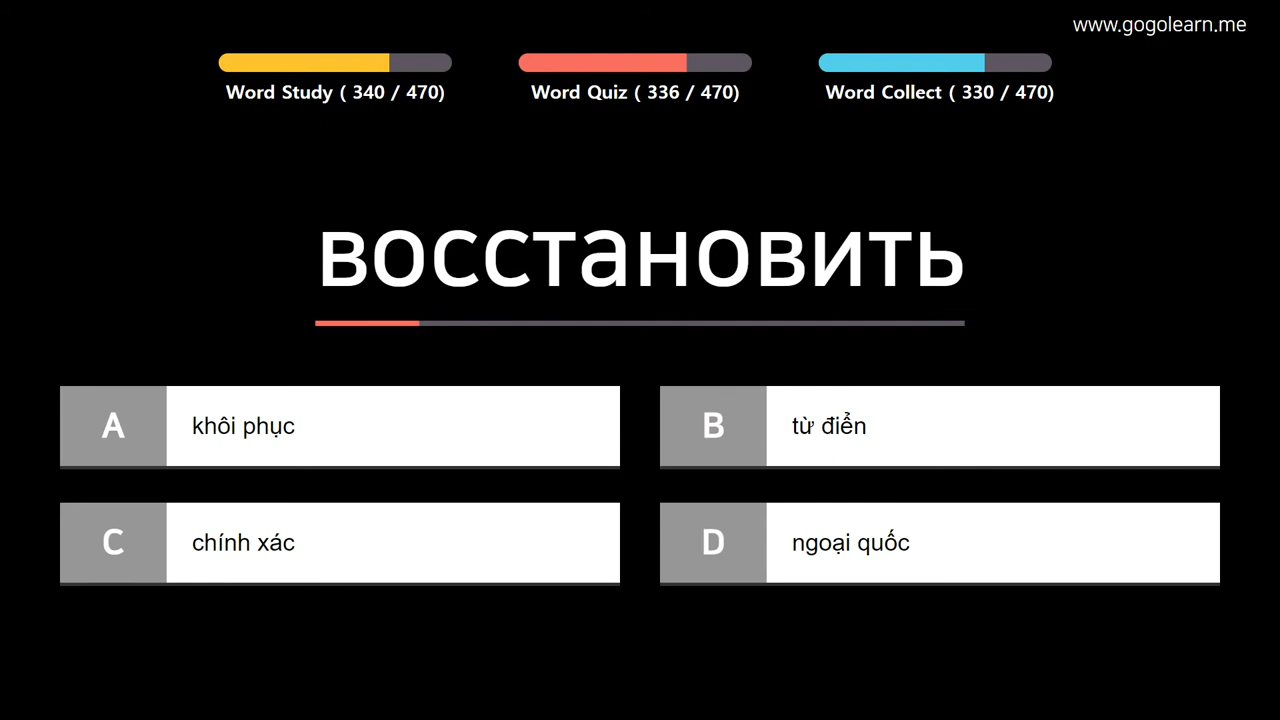 www.gogolearn.me
Word Study ( 340 / 470)
Word Quiz ( 336 / 470)
Word Collect ( 330 / 470)
восстановить
A khôi phục
B từ điển
C chính xác
D ngoại quốc